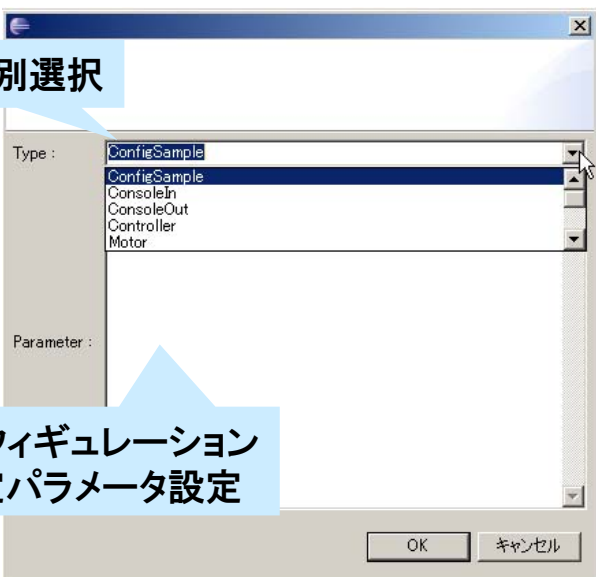 別選択
Type :
ConfigSample
ConfigSample
ConsoleIn
ConsoleOut
Controller
Motor
Parameter :
フィギュレーション
パラメータ設定
OK
キャンセル